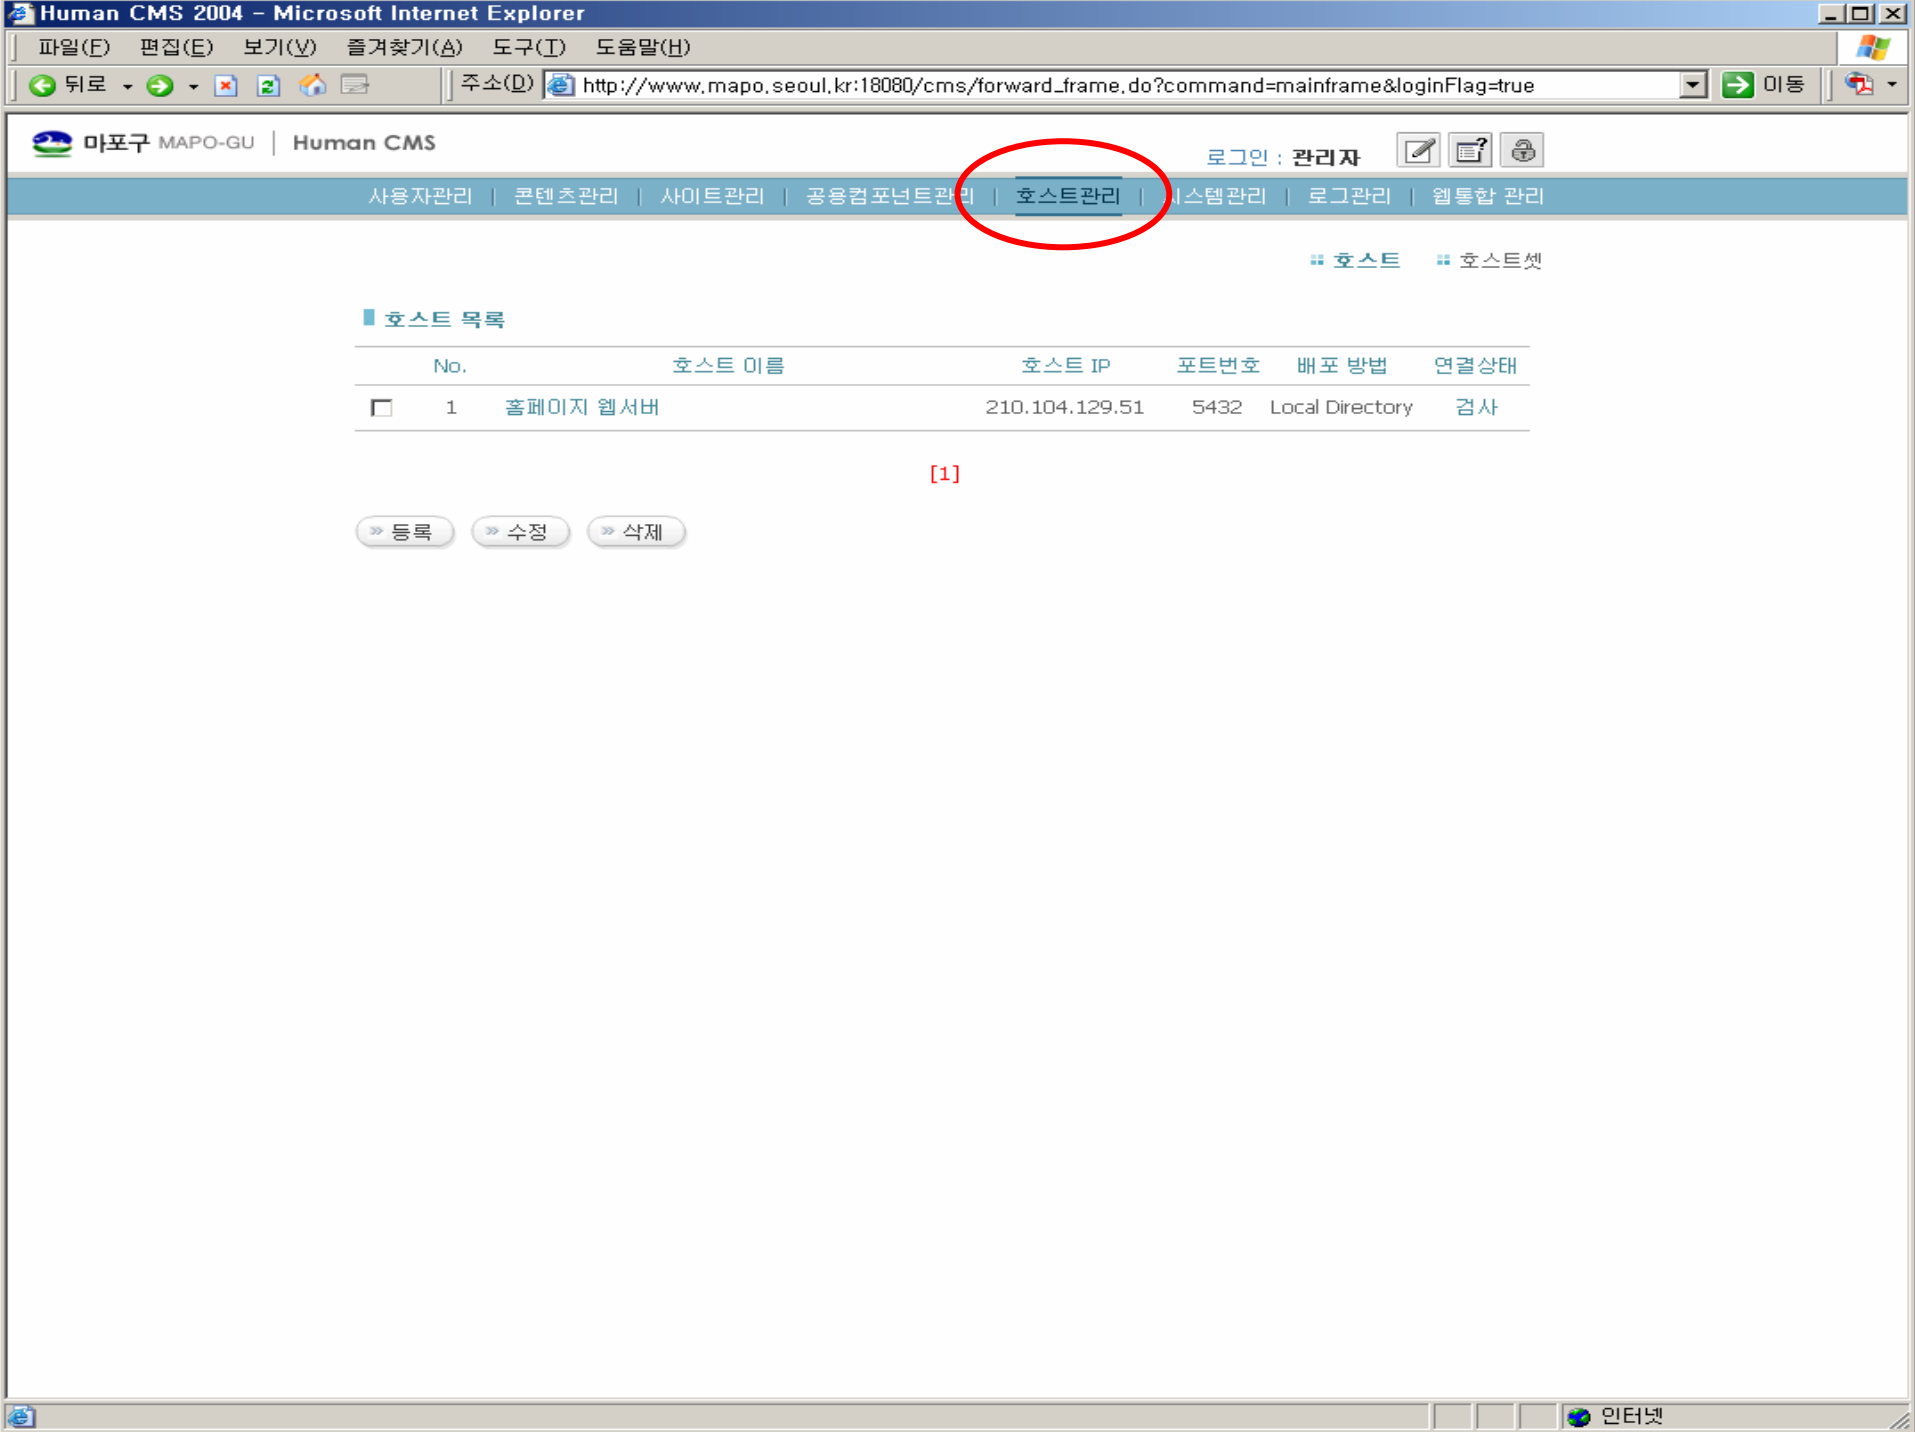 Human CMS 2004 - Microsoft Internet Explorer
파일(F) 편집(E) 보기(V) 즐겨찾기(A) 도구(T) 도움말(H)
뒤로 주소(D) http://www.mapo.seoul.kr:18080/cms/forward_frame.do?command=mainframe&loginFlag=true 이동
마포구 MAPO-GU | Human CMS
로그인 : 관리자
사용자관리 | 콘텐츠관리 | 사이트관리 | 공용컴포넌트관리 | 호스트관리 | 시스템관리 | 로그관리 | 웹통합 관리
호스트 호스트셋
호스트 목록
No. 호스트 이름 호스트 IP 포트번호 배포 방법 연결상태
1 홈페이지 웹서버 210.104.129.51 5432 Local Directory 검사
[1]
» 등록 » 수정 » 삭제
인터넷